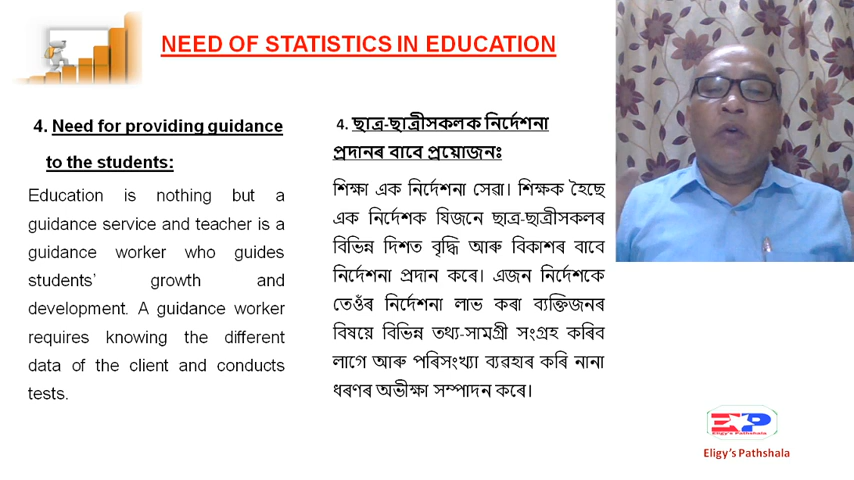 NEED OF STATISTICS IN EDUCATION
4. Need for providing guidance
to the students:
Education is nothing but a
guidance service and teacher is a
guidance worker who guides
students’ growth and
development. A guidance worker
requires knowing the different
data of the client and conducts
tests.
4. ছাত্ৰ-ছাত্ৰীসকলক নিৰ্দেশনা
প্ৰদানৰ বাবে প্ৰয়োজনঃ
শিক্ষা এক নিৰ্দেশনা সেৱা। শিক্ষক হৈছে
এক নিৰ্দেশক যিজনে ছাত্ৰ-ছাত্ৰীসকলৰ
বিভিন্ন দিশত বৃদ্ধি আৰু বিকাশৰ বাবে
নিৰ্দেশনা প্ৰদান কৰে। এজন নিৰ্দেশকে
তেওঁৰ নিৰ্দেশনা লাভ কৰা ব্যক্তিজনৰ
বিষয়ে বিভিন্ন তথ্য-সামগ্ৰী সংগ্ৰহ কৰিব
লাগে আৰু পৰিসংখ্যা ব্যৱহাৰ কৰি নানা
ধৰণৰ অভীক্ষা সম্পাদন কৰে।
EP
Eligy's Pathshala
Eligy’s Pathshala